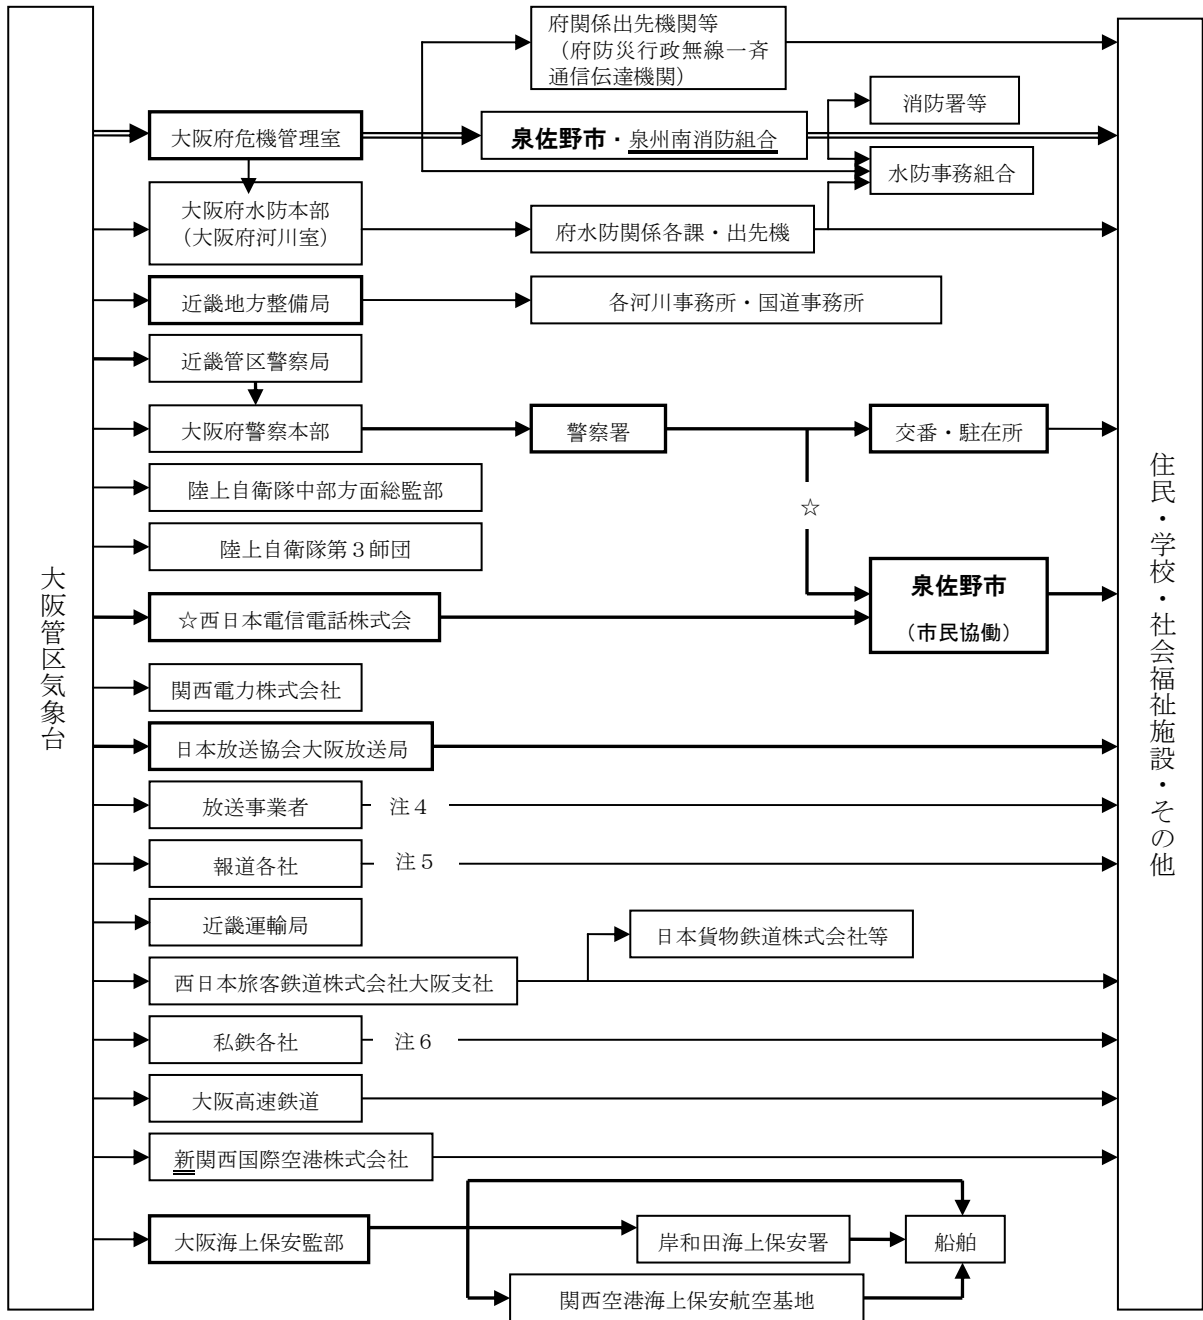 大阪管区気象台
府関係出先機関等
（府防災行政無線一斉
通信伝達機関）
消防署等
大阪府危機管理室
泉佐野市・泉州南消防組合
水防事務組合
大阪府水防本部
（大阪府河川室）
府水防関係各課・出先機
近畿地方整備局
各河川事務所・国道事務所
近畿管区警察局
大阪府警察本部
警察署
交番・駐在所
陸上自衛隊中部方面総監部
☆
陸上自衛隊第３師団
泉佐野市
（市民協働）
☆西日本電信電話株式会
関西電力株式会社
日本放送協会大阪放送局
放送事業者
注４
報道各社
注５
近畿運輸局
日本貨物鉄道株式会社等
西日本旅客鉄道株式会社大阪支社
私鉄各社
注６
大阪高速鉄道
新関西国際空港株式会社
大阪海上保安監部
岸和田海上保安署
船舶
関西空港海上保安航空基地
住民・学校・社会福祉施設・その他